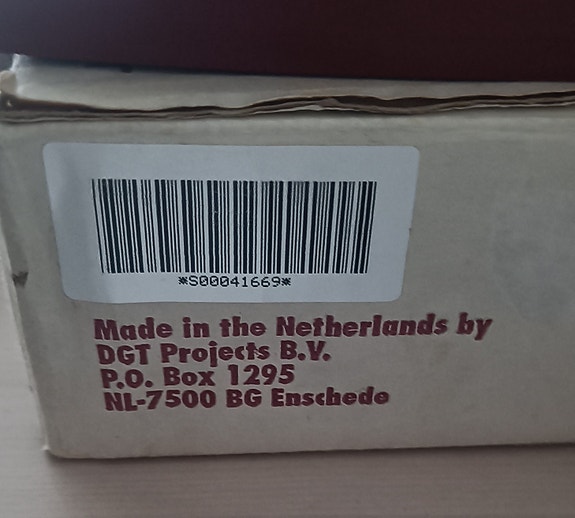 *S00041669*
Made in the Netherlands by
DGT Projects B.V.
P.O. Box 1295
NL-7500 BG Enschede